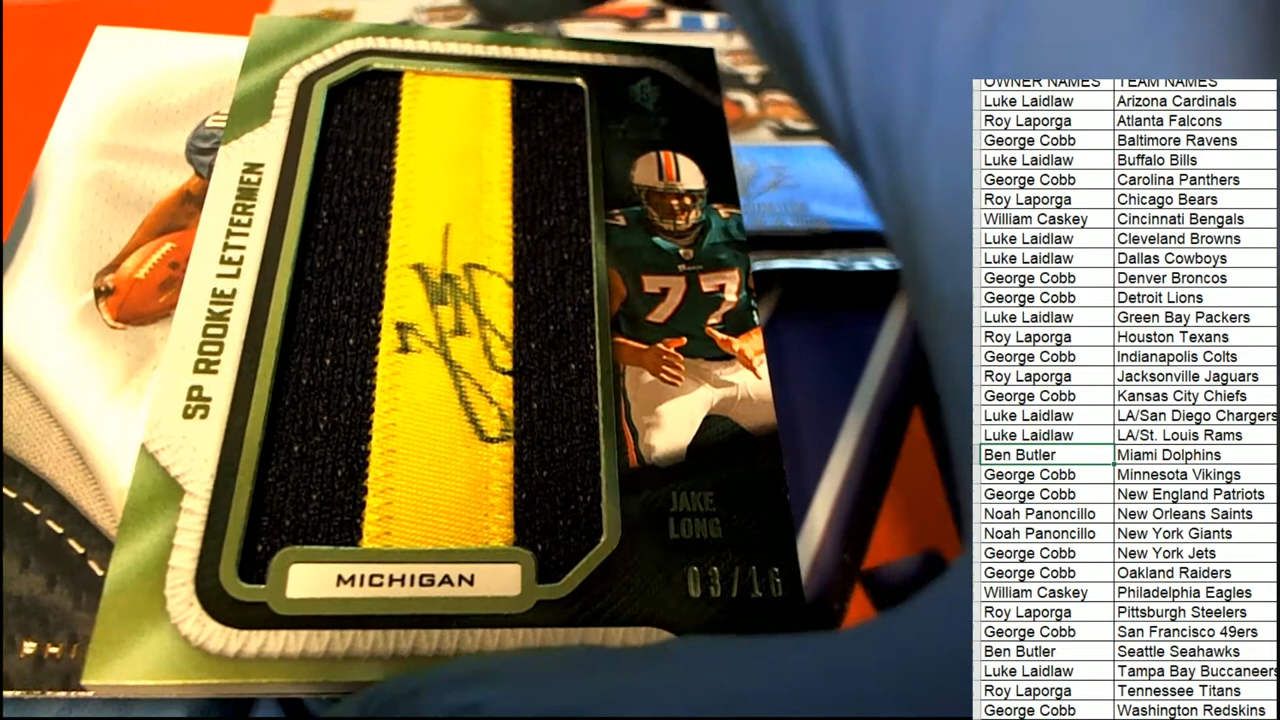 SP ROOKIE LETTERMEN
MICHIGAN
77
JAKE
LONG
03/16
OWNER NAMES TEAM NAMES
Luke Laidlaw Arizona Cardinals
Roy Laporga Atlanta Falcons
George Cobb Baltimore Ravens
Luke Laidlaw Buffalo Bills
George Cobb Carolina Panthers
Roy Laporga Chicago Bears
William Caskey Cincinnati Bengals
Luke Laidlaw Cleveland Browns
Luke Laidlaw Dallas Cowboys
George Cobb Denver Broncos
George Cobb Detroit Lions
Luke Laidlaw Green Bay Packers
Roy Laporga Houston Texans
George Cobb Indianapolis Colts
Roy Laporga Jacksonville Jaguars
George Cobb Kansas City Chiefs
Luke Laidlaw LA/San Diego Chargers
Luke Laidlaw LA/St. Louis Rams
Ben Butler Miami Dolphins
George Cobb Minnesota Vikings
George Cobb New England Patriots
Noah Panoncillo New Orleans Saints
Noah Panoncillo New York Giants
George Cobb New York Jets
George Cobb Oakland Raiders
William Caskey Philadelphia Eagles
Roy Laporga Pittsburgh Steelers
George Cobb San Francisco 49ers
Ben Butler Seattle Seahawks
Luke Laidlaw Tampa Bay Buccaneers
Roy Laporga Tennessee Titans
George Cobb Washington Redskins